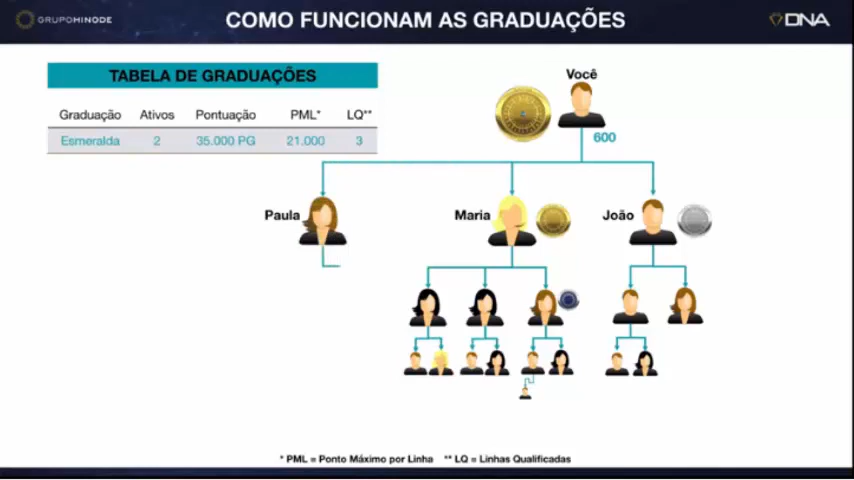 GRUPOHINODE
COMO FUNCIONAM AS GRADUAÇÕES
DNA
TABELA DE GRADUAÇÕES
Graduação Ativos Pontuação PML* LQ**
Esmeralda 2 35.000 PG 21.000 3
Você
600
Paula
Maria
João
* PML = Ponto Máximo por Linha ** LQ = Linhas Qualificadas